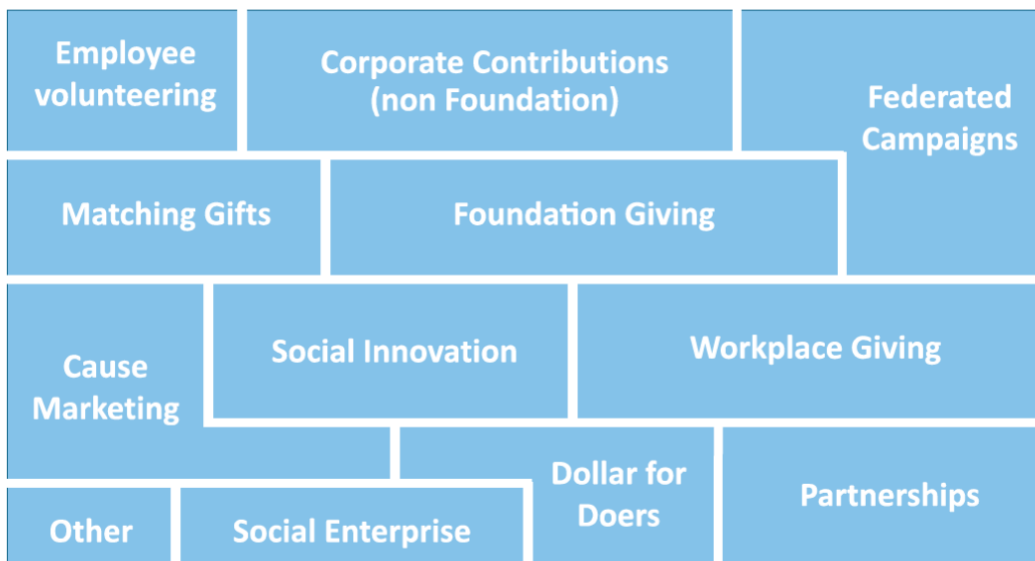 Employee
volunteering
Corporate Contributions
(non Foundation)
Federated
Campaigns
Matching Gifts
Foundation Giving
Cause
Marketing
Social Innovation
Workplace Giving
Dollar for
Doers
Partnerships
Other
Social Enterprise